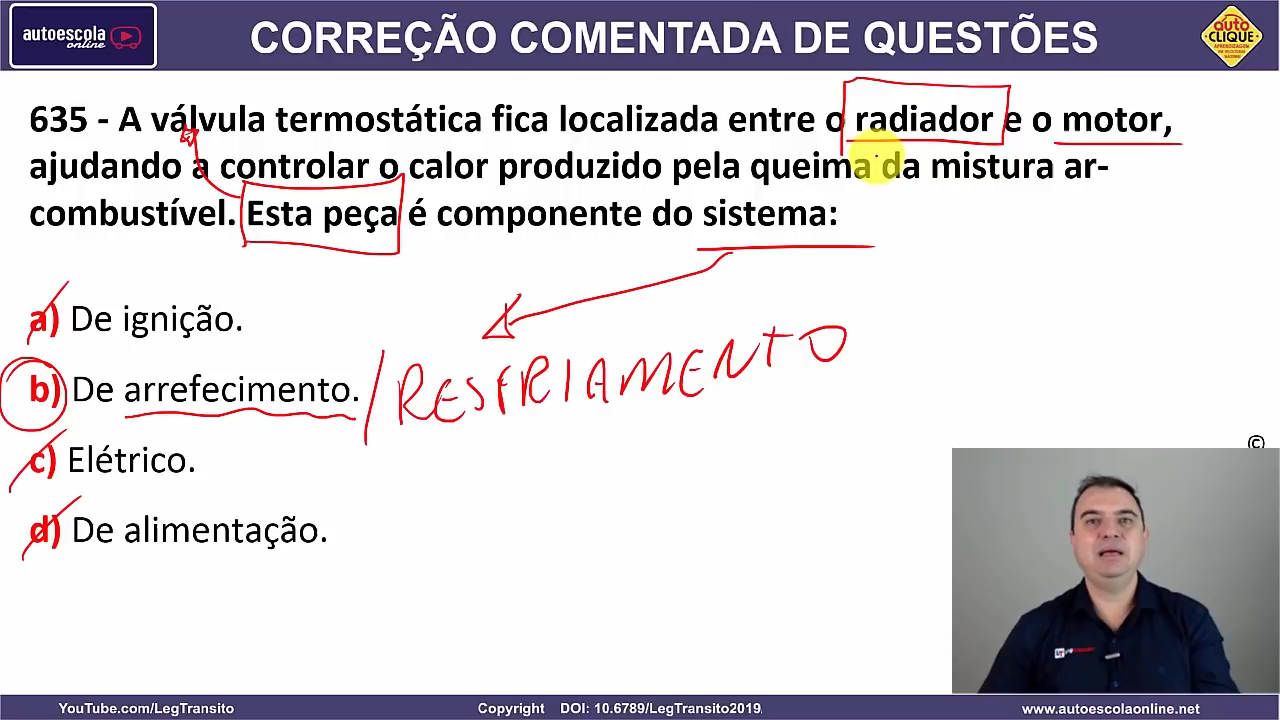 autoescola
online
CORREÇÃO COMENTADA DE QUESTÕES
auto
CLIQUE
635 - A válvula termostática fica localizada entre o radiador e o motor,
ajudando a controlar o calor produzido pela queima da mistura ar-
combustível. Esta peça é componente do sistema:
a) De ignição.
b) De arrefecimento. / RESFRIAMENTO
c) Elétrico.
d) De alimentação.
©
YouTube.com/LegTransito
Copyright DOI: 10.6789/LegTransito2019
www.autoescolaonline.net